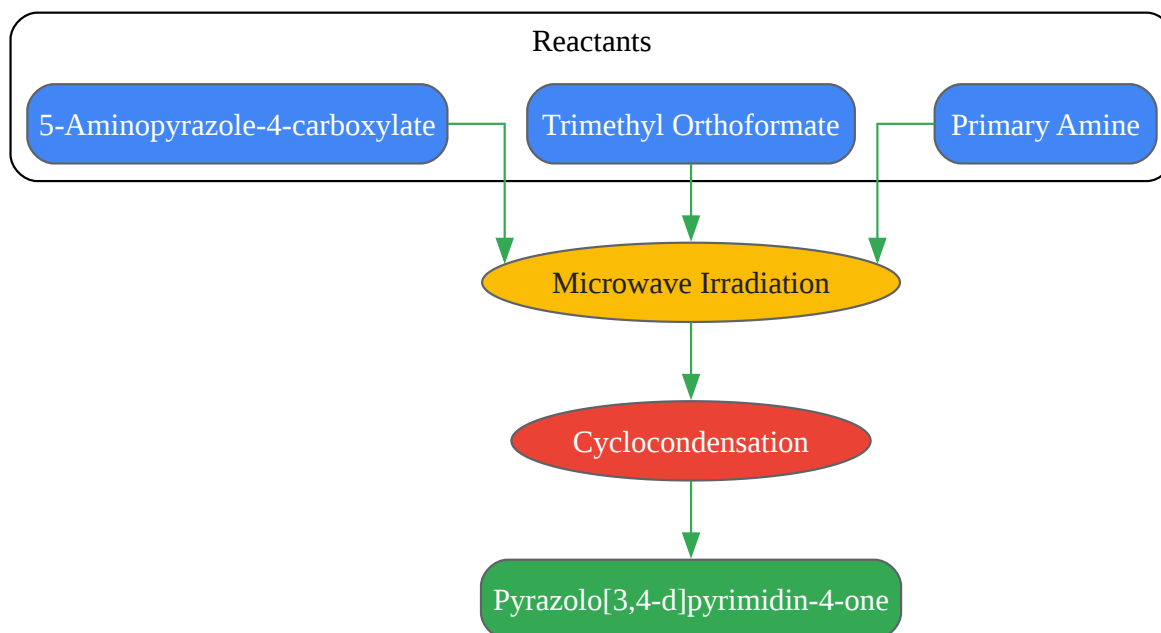 Reactants
5-Aminopyrazole-4-carboxylate
Trimethyl Orthoformate
Primary Amine
Microwave Irradiation
Cyclocondensation
Pyrazolo[3,4-d]pyrimidin-4-one